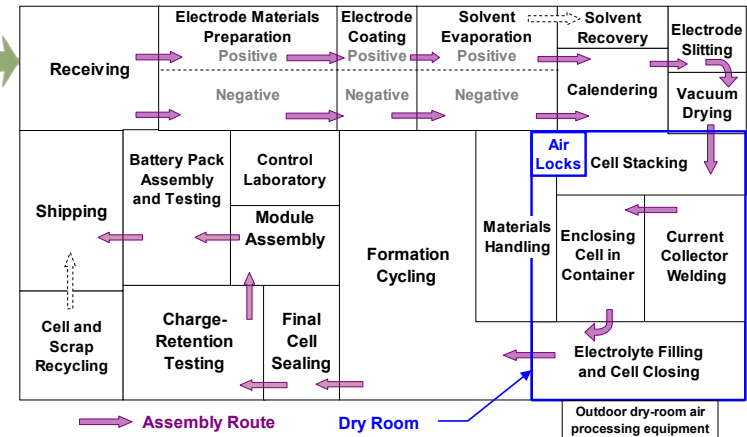 Receiving
Electrode Materials
Preparation
Positive
Negative
Electrode
Coating
Positive
Negative
Solvent
Evaporation
Positive
Negative
Solvent
Recovery
Calendering
Electrode
Slitting
Vacuum
Drying
Air
Locks
Cell Stacking
Shipping
Battery Pack
Assembly
and Testing
Control
Laboratory
Module
Assembly
Formation
Cycling
Materials
Handling
Enclosing
Cell in
Container
Current
Collector
Welding
Cell and
Scrap
Recycling
Charge-
Retention
Testing
Final
Cell
Sealing
Electrolyte Filling
and Cell Closing
Assembly Route
Dry Room
Outdoor dry-room air
processing equipment